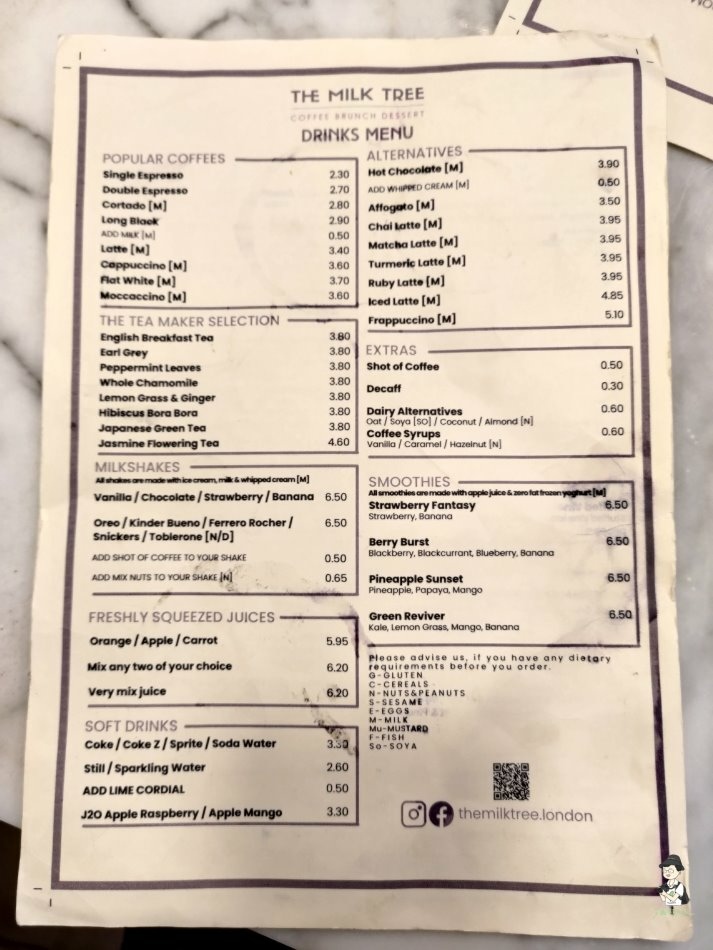 THE MILK TREE
COFFEE BRUNCH DESSERT
DRINKS MENU
POPULAR COFFEES
Single Espresso 2.30
Double Espresso 2.70
Cortado [M] 2.80
Long Black 2.90
ADD MILK [M] 0.50
Latte [M] 3.40
Cappuccino [M] 3.60
Flat White [M] 3.70
Moccaccino [M] 3.60
THE TEA MAKER SELECTION
English Breakfast Tea 3.80
Earl Grey 3.80
Peppermint Leaves 3.80
Whole Chamomile 3.80
Lemon Grass & Ginger 3.80
Hibiscus Bora Bora 3.80
Japanese Green Tea 3.80
Jasmine Flowering Tea 4.60
MILKSHAKES
All shakes are made with ice cream, milk & whipped cream [M]
Vanilla / Chocolate / Strawberry / Banana 6.50
Oreo / Kinder Bueno / Ferrero Rocher / 6.50
Snickers / Toblerone [N/D]
ADD SHOT OF COFFEE TO YOUR SHAKE 0.50
ADD MIX NUTS TO YOUR SHAKE [N] 0.65
FRESHLY SQUEEZED JUICES
Orange / Apple / Carrot 5.95
Mix any two of your choice 6.20
Very mix juice 6.20
SOFT DRINKS
Coke / Coke Z / Sprite / Soda Water 3.30
Still / Sparkling Water 2.60
ADD LIME CORDIAL 0.50
J2O Apple Raspberry / Apple Mango 3.30
ALTERNATIVES
Hot Chocolate [M] 3.90
ADD WHIPPED CREAM [M] 0.50
Affogato [M] 3.50
Chai Latte [M] 3.95
Matcha Latte [M] 3.95
Turmeric Latte [M] 3.95
Ruby Latte [M] 3.95
Iced Latte [M] 4.85
Frappuccino [M] 5.10
EXTRAS
Shot of Coffee 0.50
Decaff 0.30
Dairy Alternatives 0.60
Oat / Soya [SO] / Coconut / Almond [N]
Coffee Syrups 0.60
Vanilla / Caramel / Hazelnut [N]
SMOOTHIES
All smoothies are made with apple juice & zero fat frozen yoghurt [M]
Strawberry Fantasy 6.50
Strawberry, Banana
Berry Burst 6.50
Blackberry, Blackcurrant, Blueberry, Banana
Pineapple Sunset 6.50
Pineapple, Papaya, Mango
Green Reviver 6.50
Kale, Lemon Grass, Mango, Banana
Please advise us, if you have any dietary
requirements before you order.
G-GLUTEN
C-CEREALS
N-NUTS&PEANUTS
S-SESAME
E-EGGS
M-MILK
Mu-MUSTARD
F-FISH
So-SOYA
themilktree.london